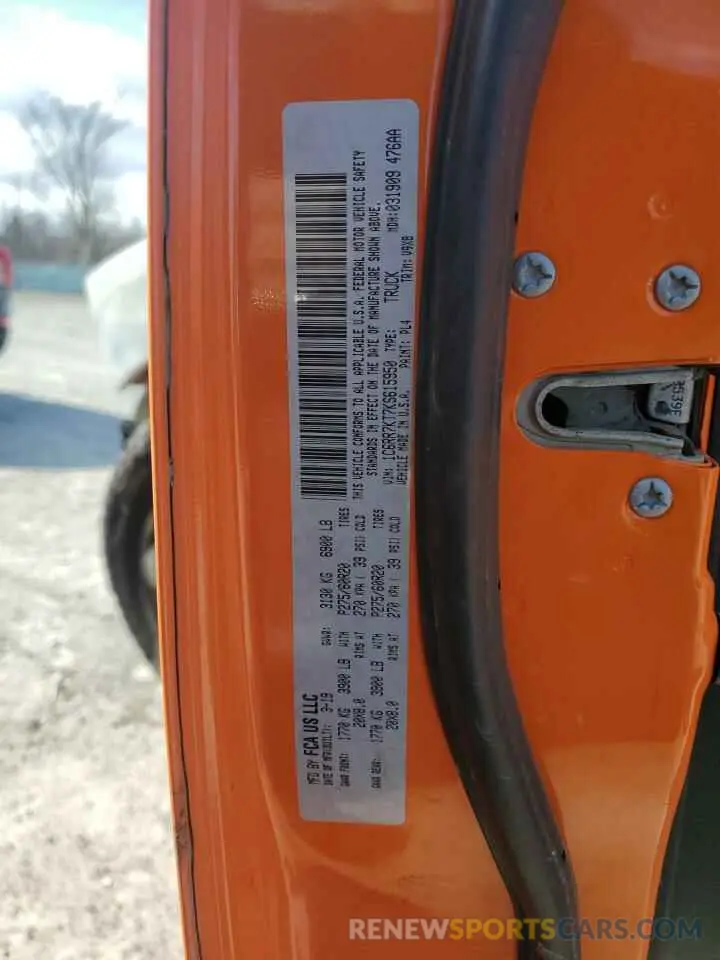 MFD BY FCA US LLC
DATE OF MFR: 3-19 GVWR: 3130 KG 6900 LB
GAWR FRONT: 1770 KG 3900 LB WITH P275/60R20 TIRES
20X8.0 RIMS AT 270 KPA ( 39 PSI) COLD
GAWR REAR: 1770 KG 3900 LB WITH P275/60R20 TIRES
20X8.0 RIMS AT 270 KPA ( 39 PSI) COLD
THIS VEHICLE CONFORMS TO ALL APPLICABLE U.S.A. FEDERAL MOTOR VEHICLE SAFETY
STANDARDS IN EFFECT ON THE DATE OF MANUFACTURE SHOWN ABOVE.
VIN: 1C6RR7KT7KS615950 TYPE: TRUCK MDH: 031909 476AA
VEHICLE MADE IN U.S.A. PAINT: PL4 TRIM: V9X8
RENEWSPORTSCARS.COM